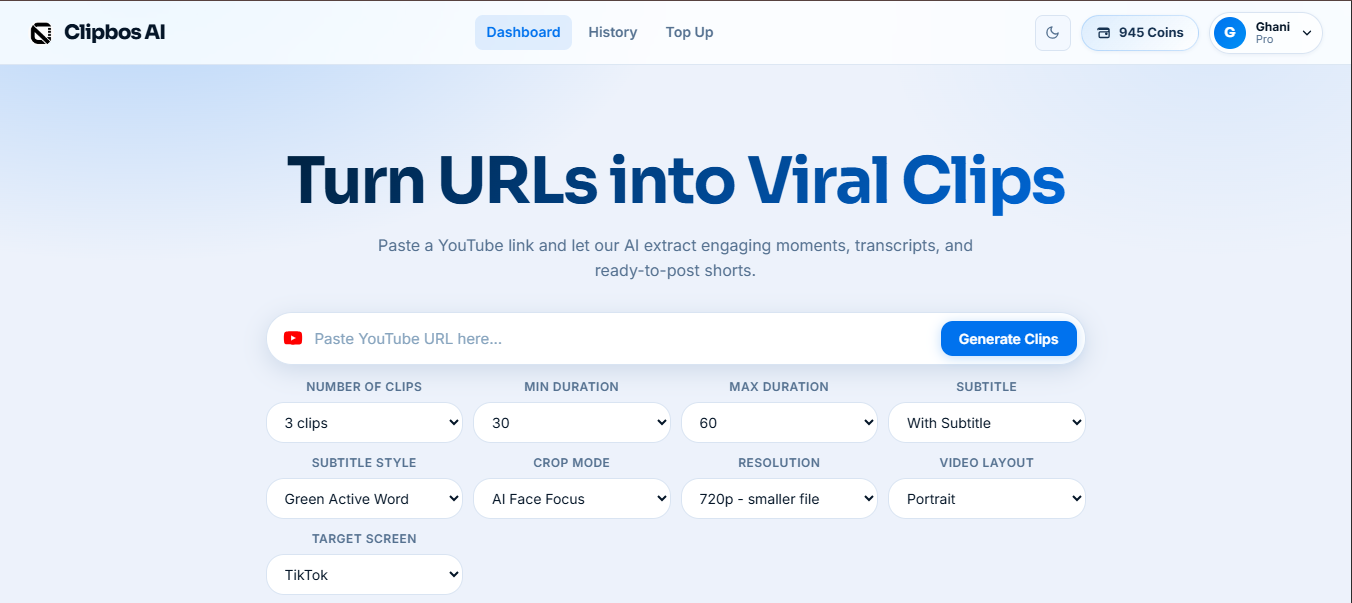 Clipbos AI
Dashboard History Top Up
945 Coins
G
Ghani
Pro
Turn URLs into Viral Clips
Paste a YouTube link and let our AI extract engaging moments, transcripts, and
ready-to-post shorts.
Paste YouTube URL here...
Generate Clips
NUMBER OF CLIPS MIN DURATION MAX DURATION SUBTITLE
3 clips 30 60 With Subtitle
SUBTITLE STYLE CROP MODE RESOLUTION VIDEO LAYOUT
Green Active Word AI Face Focus 720p - smaller file Portrait
TARGET SCREEN
TikTok